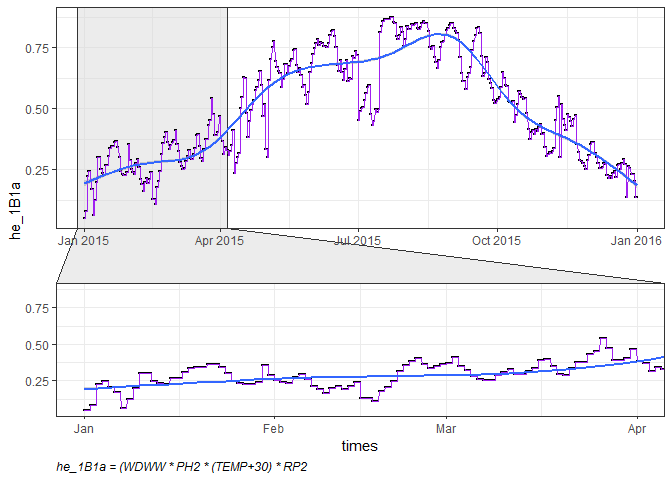 he_1B1a
0.75
0.50
0.25
Jan 2015
Apr 2015
Jul 2015
Oct 2015
Jan 2016
0.75
0.50
0.25
Jan
Feb
Mar
Apr
times
he_1B1a = (WDWW * PH2 * (TEMP+30) * RP2